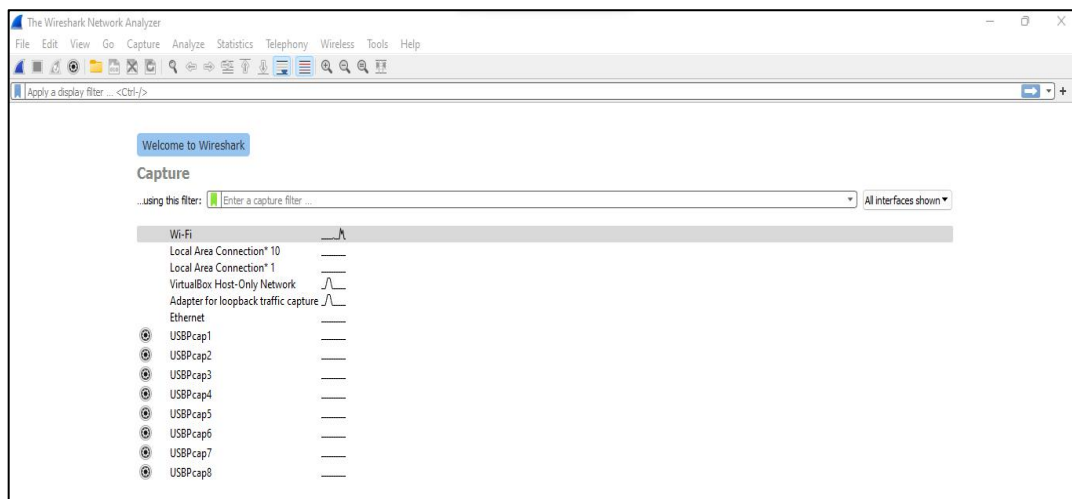 The Wireshark Network Analyzer
File Edit View Go Capture Analyze Statistics Telephony Wireless Tools Help
Apply a display filter ... <Ctrl-/>
Welcome to Wireshark
Capture
...using this filter: Enter a capture filter ... All interfaces shown
Wi-Fi
Local Area Connection* 10
Local Area Connection* 1
VirtualBox Host-Only Network
Adapter for loopback traffic capture
Ethernet
USBPcap1
USBPcap2
USBPcap3
USBPcap4
USBPcap5
USBPcap6
USBPcap7
USBPcap8